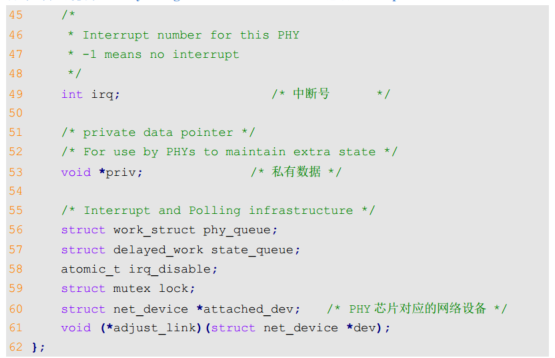 45 /*
46 * Interrupt number for this PHY
47 * -1 means no interrupt
48 */
49 int irq; /* 中断号 */
50
51 /* private data pointer */
52 /* For use by PHYs to maintain extra state */
53 void *priv; /* 私有数据 */
54
55 /* Interrupt and Polling infrastructure */
56 struct work_struct phy_queue;
57 struct delayed_work state_queue;
58 atomic_t irq_disable;
59 struct mutex lock;
60 struct net_device *attached_dev; /* PHY 芯片对应的网络设备 */
61 void (*adjust_link)(struct net_device *dev);
62 };